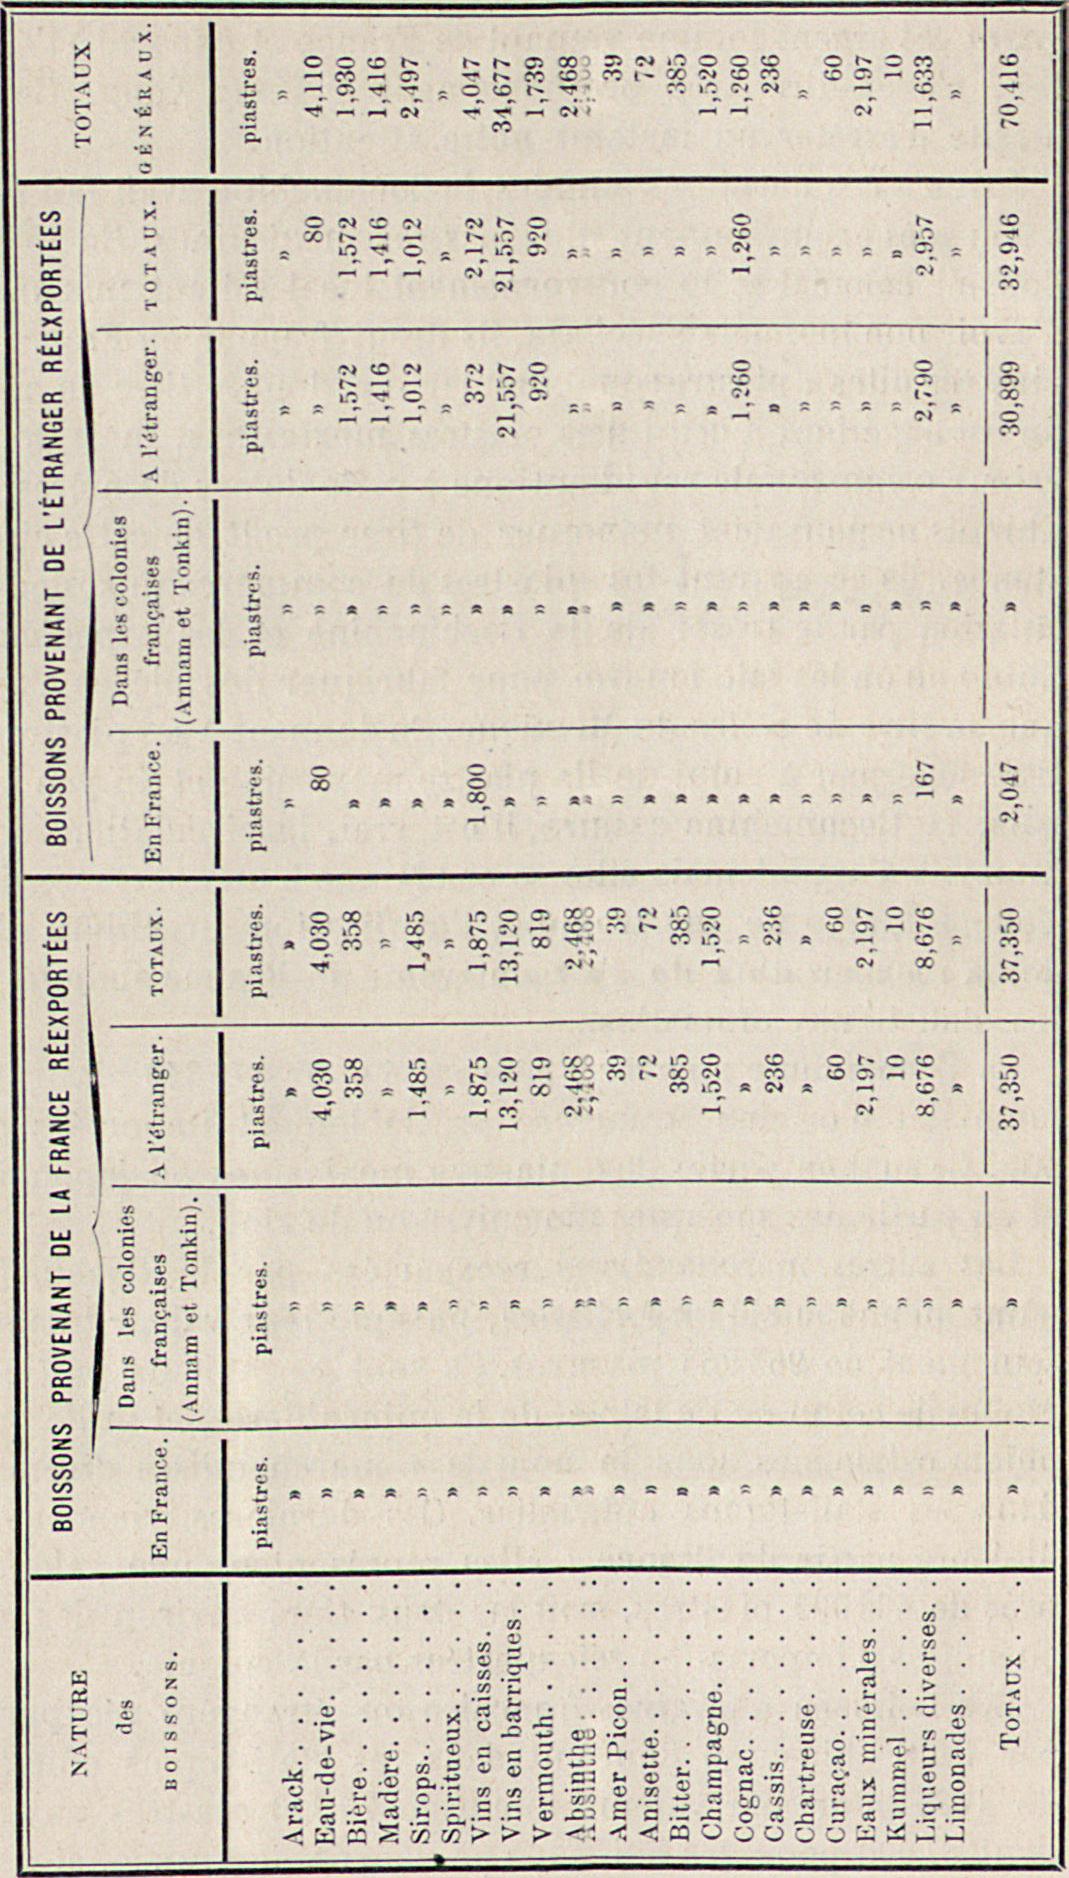 NATURE des BOISSONS. | BOISSONS PROVENANT DE LA FRANCE RÉEXPORTÉES | BOISSONS PROVENANT DE L'ÉTRANGER RÉEXPORTÉES | TOTAUX GÉNÉRAUX.
En France. | Dans les colonies françaises (Annam et Tonkin). | A l'étranger. | TOTAUX. | En France. | Dans les colonies françaises (Annam et Tonkin). | A l'étranger. | TOTAUX.
piastres. | piastres. | piastres. | piastres. | piastres. | piastres. | piastres. | piastres. | piastres.
Arack. . . . . . | » | » | » | » | » | » | » | » | »
Eau-de-vie. . . . . | » | » | 4,030 | 4,030 | 80 | » | » | 80 | 4,110
Bière. . . . . . | » | » | 358 | 358 | » | » | 1,572 | 1,572 | 1,930
Madère. . . . . . | » | » | » | » | » | » | 1,416 | 1,416 | 1,416
Sirops. . . . . . | » | » | 1,485 | 1,485 | » | » | 1,012 | 1,012 | 2,497
Spiritueux. . . . . | » | » | » | » | » | » | » | » | »
Vins en caisses. . . | » | » | 1,875 | 1,875 | 1,800 | » | 372 | 2,172 | 4,047
Vins en barriques . . | » | » | 13,120 | 13,120 | » | » | 21,557 | 21,557 | 34,677
Vermouth. . . . . | » | » | 819 | 819 | » | » | 920 | 920 | 1,739
Absinthe . . . . . | » | » | 2,468 | 2,468 | » | » | » | » | 2,468
Amer Picon. . . . . | » | » | 39 | 39 | » | » | » | » | 39
Anisette. . . . . . | » | » | 72 | 72 | » | » | » | » | 72
Bitter. . . . . . | » | » | 385 | 385 | » | » | » | » | 385
Champagne. . . . . | » | » | 1,520 | 1,520 | » | » | » | » | 1,520
Cognac. . . . . . | » | » | » | » | » | » | 1,260 | 1,260 | 1,260
Cassis. . . . . . | » | » | 236 | 236 | » | » | » | » | 236
Chartreuse. . . . . | » | » | » | » | » | » | » | » | »
Curaçao. . . . . . | » | » | 60 | 60 | » | » | » | » | 60
Eaux minérales. . . | » | » | 2,197 | 2,197 | » | » | » | » | 2,197
Kummel . . . . . | » | » | 10 | 10 | » | » | » | » | 10
Liqueurs diverses. . | » | » | 8,676 | 8,676 | 167 | » | 2,790 | 2,957 | 11,633
Limonades . . . . | » | » | » | » | » | » | » | » | »
TOTAUX . . . | » | » | 37,350 | 37,350 | 2,047 | » | 30,899 | 32,946 | 70,416